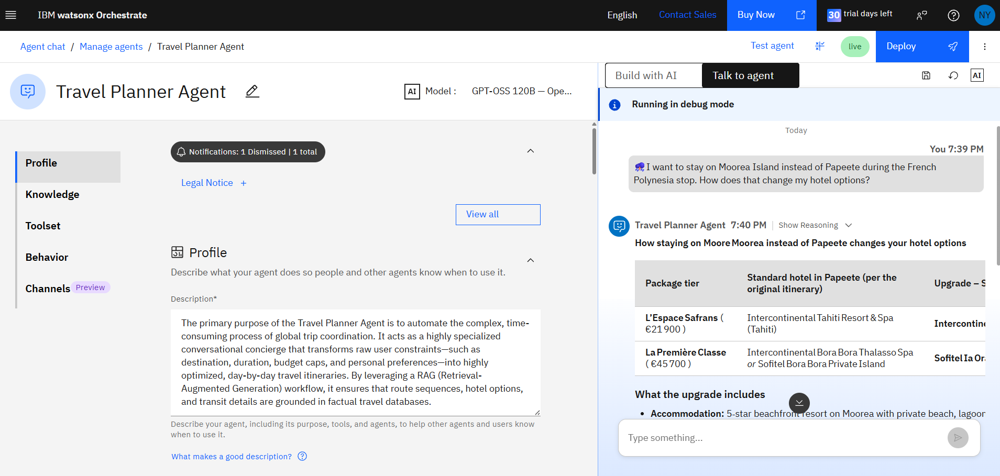 IBM watsonx Orchestrate
English
Contact Sales
Buy Now
30 trial days left
NY
Agent chat / Manage agents / Travel Planner Agent
Test agent
live
Deploy
Travel Planner Agent
AI Model :
GPT-OSS 120B — Ope...
Build with AI
Talk to agent
AI
Running in debug mode
Profile
Knowledge
Toolset
Behavior
Channels Preview
Notifications: 1 Dismissed | 1 total
Legal Notice +
View all
Profile
Describe what your agent does so people and other agents know when to use it.
Description*
The primary purpose of the Travel Planner Agent is to automate the complex, time-
consuming process of global trip coordination. It acts as a highly specialized
conversational concierge that transforms raw user constraints—such as
destination, duration, budget caps, and personal preferences—into highly
optimized, day-by-day travel itineraries. By leveraging a RAG (Retrieval-
Augmented Generation) workflow, it ensures that route sequences, hotel options,
and transit details are grounded in factual travel databases.
Describe your agent, including its purpose, tools, and agents, to help other agents and users know
when to use it.
What makes a good description?
Today
You 7:39 PM
I want to stay on Moorea Island instead of Papeete during the French
Polynesia stop. How does that change my hotel options?
Travel Planner Agent 7:40 PM | Show Reasoning
How staying on Moore Moorea instead of Papeete changes your hotel options
Package tier
Standard hotel in Papeete (per the
original itinerary)
Upgrade – S
L’Espace Safrans (
€21 900 )
Intercontinental Tahiti Resort & Spa
(Tahiti)
Intercontine
La Première Classe
( €45 700 )
Intercontinental Bora Bora Thalasso Spa
or Sofitel Bora Bora Private Island
Sofitel Ia Or
What the upgrade includes
• Accommodation: 5-star beachfront resort on Moorea with private beach, lagoon
Type something...